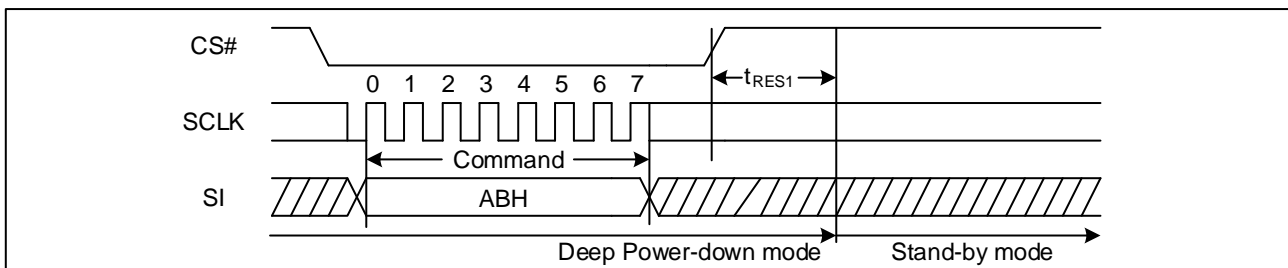 CS#
tRES1
0 1 2 3 4 5 6 7
SCLK
Command
SI
ABH
Deep Power-down mode
Stand-by mode